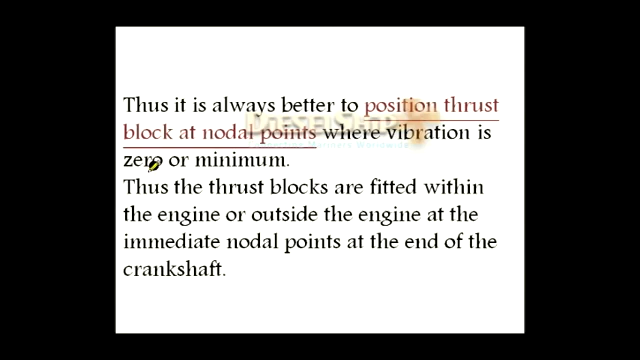 Thus it is always better to position thrust
block at nodal points where vibration is
zero or minimum.
Thus the thrust blocks are fitted within
the engine or outside the engine at the
immediate nodal points at the end of the
crankshaft.